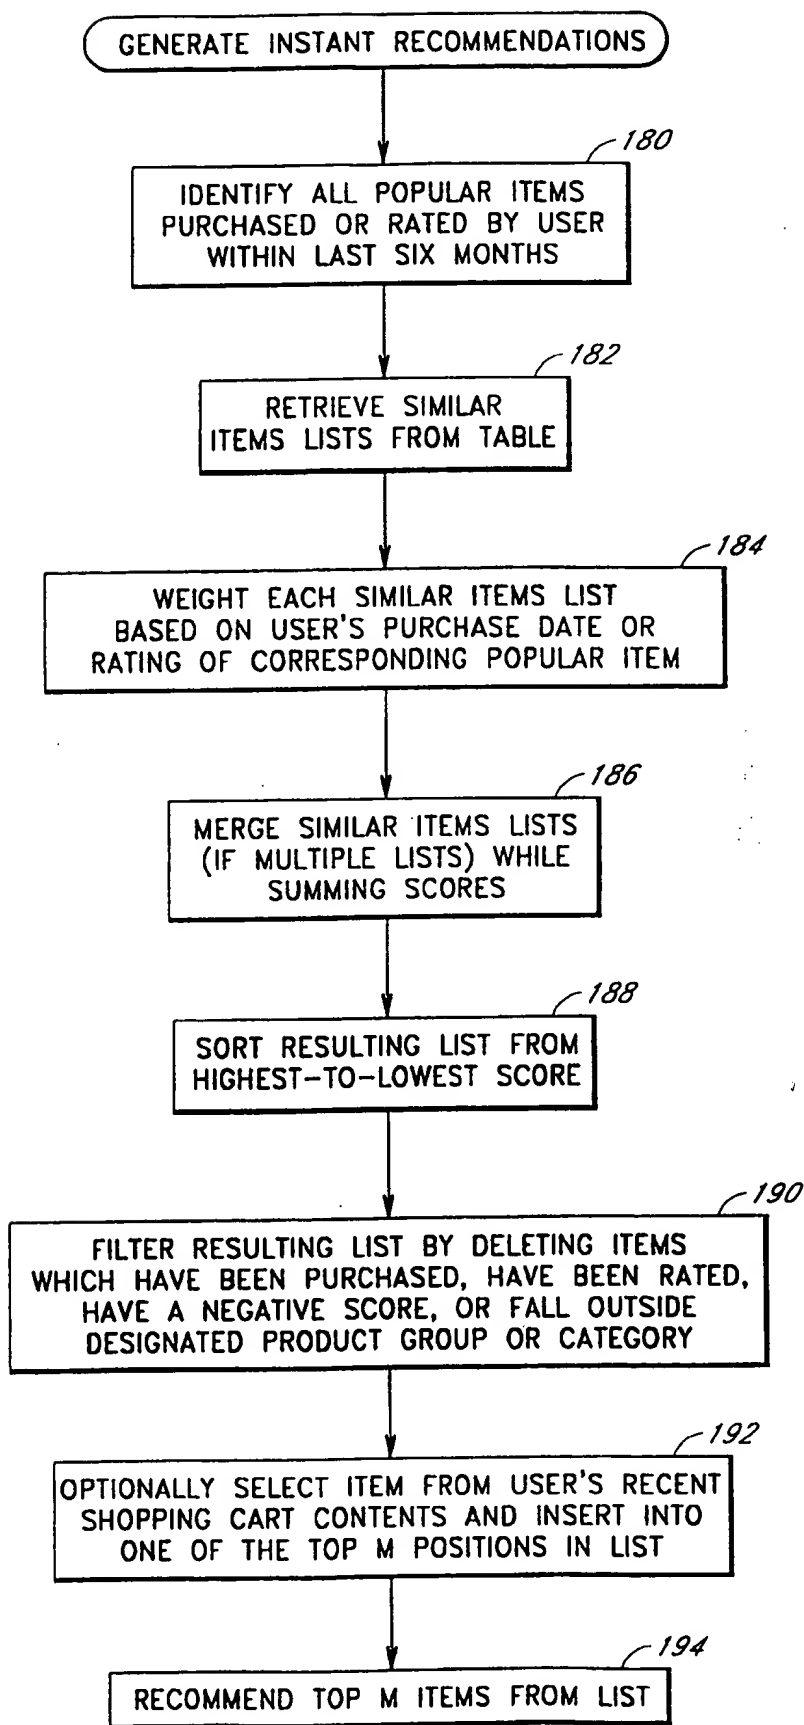 GENERATE INSTANT RECOMMENDATIONS
180
IDENTIFY ALL POPULAR ITEMS
PURCHASED OR RATED BY USER
WITHIN LAST SIX MONTHS
182
RETRIEVE SIMILAR
ITEMS LISTS FROM TABLE
184
WEIGHT EACH SIMILAR ITEMS LIST
BASED ON USER'S PURCHASE DATE OR
RATING OF CORRESPONDING POPULAR ITEM
186
MERGE SIMILAR ITEMS LISTS
(IF MULTIPLE LISTS) WHILE
SUMMING SCORES
188
SORT RESULTING LIST FROM
HIGHEST-TO-LOWEST SCORE
190
FILTER RESULTING LIST BY DELETING ITEMS
WHICH HAVE BEEN PURCHASED, HAVE BEEN RATED,
HAVE A NEGATIVE SCORE, OR FALL OUTSIDE
DESIGNATED PRODUCT GROUP OR CATEGORY
192
OPTIONALLY SELECT ITEM FROM USER'S RECENT
SHOPPING CART CONTENTS AND INSERT INTO
ONE OF THE TOP M POSITIONS IN LIST
194
RECOMMEND TOP M ITEMS FROM LIST